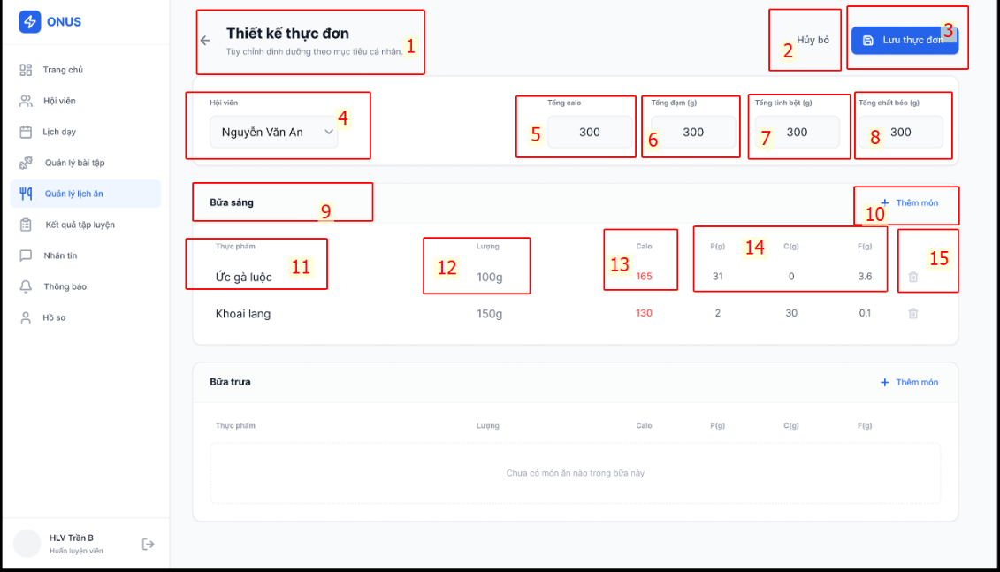 ONUS
Trang chủ
Hội viên
Lịch dạy
Quản lý bài tập
Quản lý lịch ăn
Kết quả tập luyện
Nhắn tin
Thông báo
Hồ sơ
HLV Trần B
Huấn luyện viên
Thiết kế thực đơn
Tùy chỉnh dinh dưỡng theo mục tiêu cá nhân.
1
Hủy bỏ
2
Lưu thực đơn
3
Hội viên
Nguyễn Văn An
4
Tổng calo
5
300
Tổng đạm (g)
6
300
Tổng tinh bột (g)
7
300
Tổng chất béo (g)
8
300
Bữa sáng
9
+ Thêm món
10
Thực phẩm Lượng Calo P(g) C(g) F(g)
11
12
13
14
15
Ức gà luộc 100g 165 31 0 3.6
Khoai lang 150g 130 2 30 0.1
Bữa trưa
+ Thêm món
Thực phẩm Lượng Calo P(g) C(g) F(g)
Chưa có món ăn nào trong bữa này